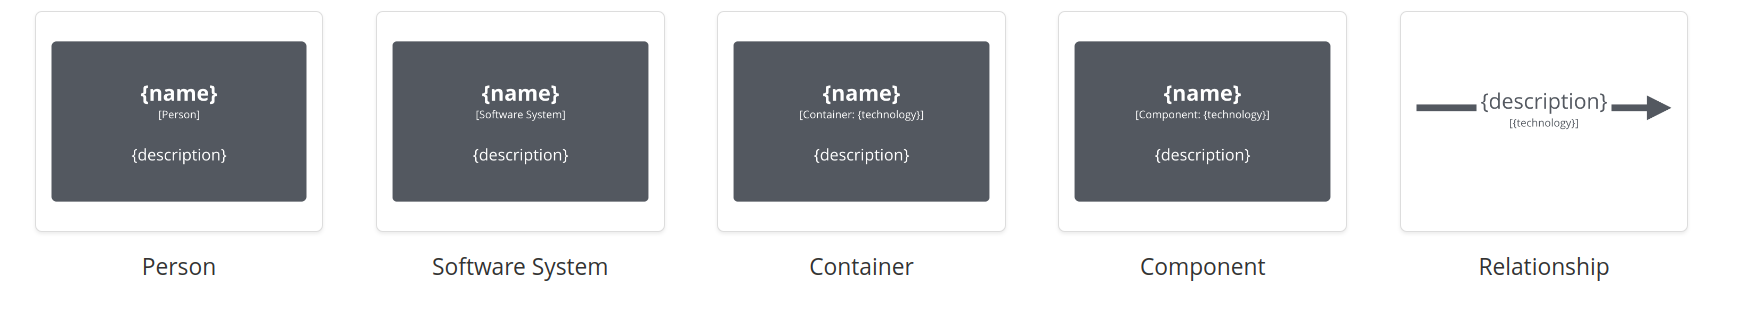 {name}
[Person]
{description}
Person
{name}
[Software System]
{description}
Software System
{name}
[Container: {technology}]
{description}
Container
{name}
[Component: {technology}]
{description}
Component
{description}
[{technology}]
Relationship